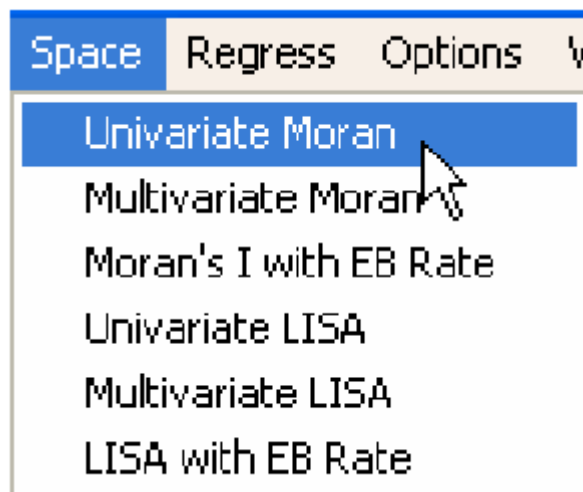 Space Regress Options
Univariate Moran
Multivariate Moran
Moran's I with EB Rate
Univariate LISA
Multivariate LISA
LISA with EB Rate